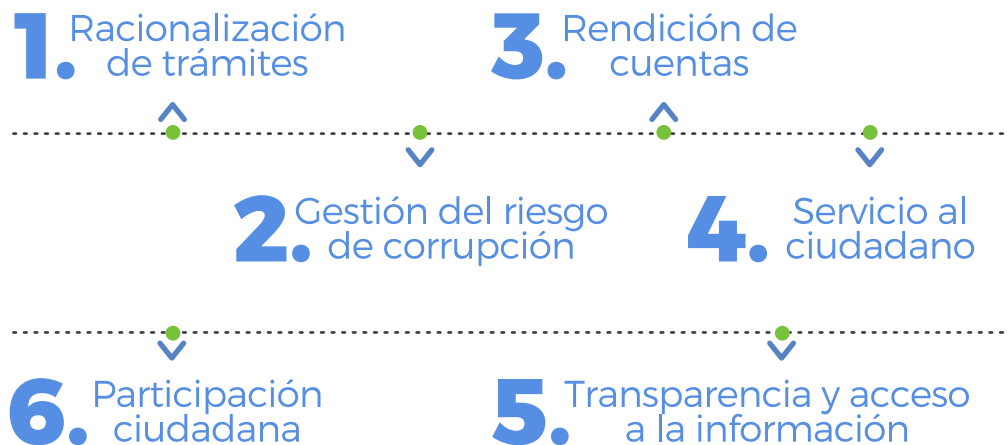 1. Racionalización
de trámites
3. Rendición de
cuentas
2. Gestión del riesgo
de corrupción
4. Servicio al
ciudadano
6. Participación
ciudadana
5. Transparencia y acceso
a la información